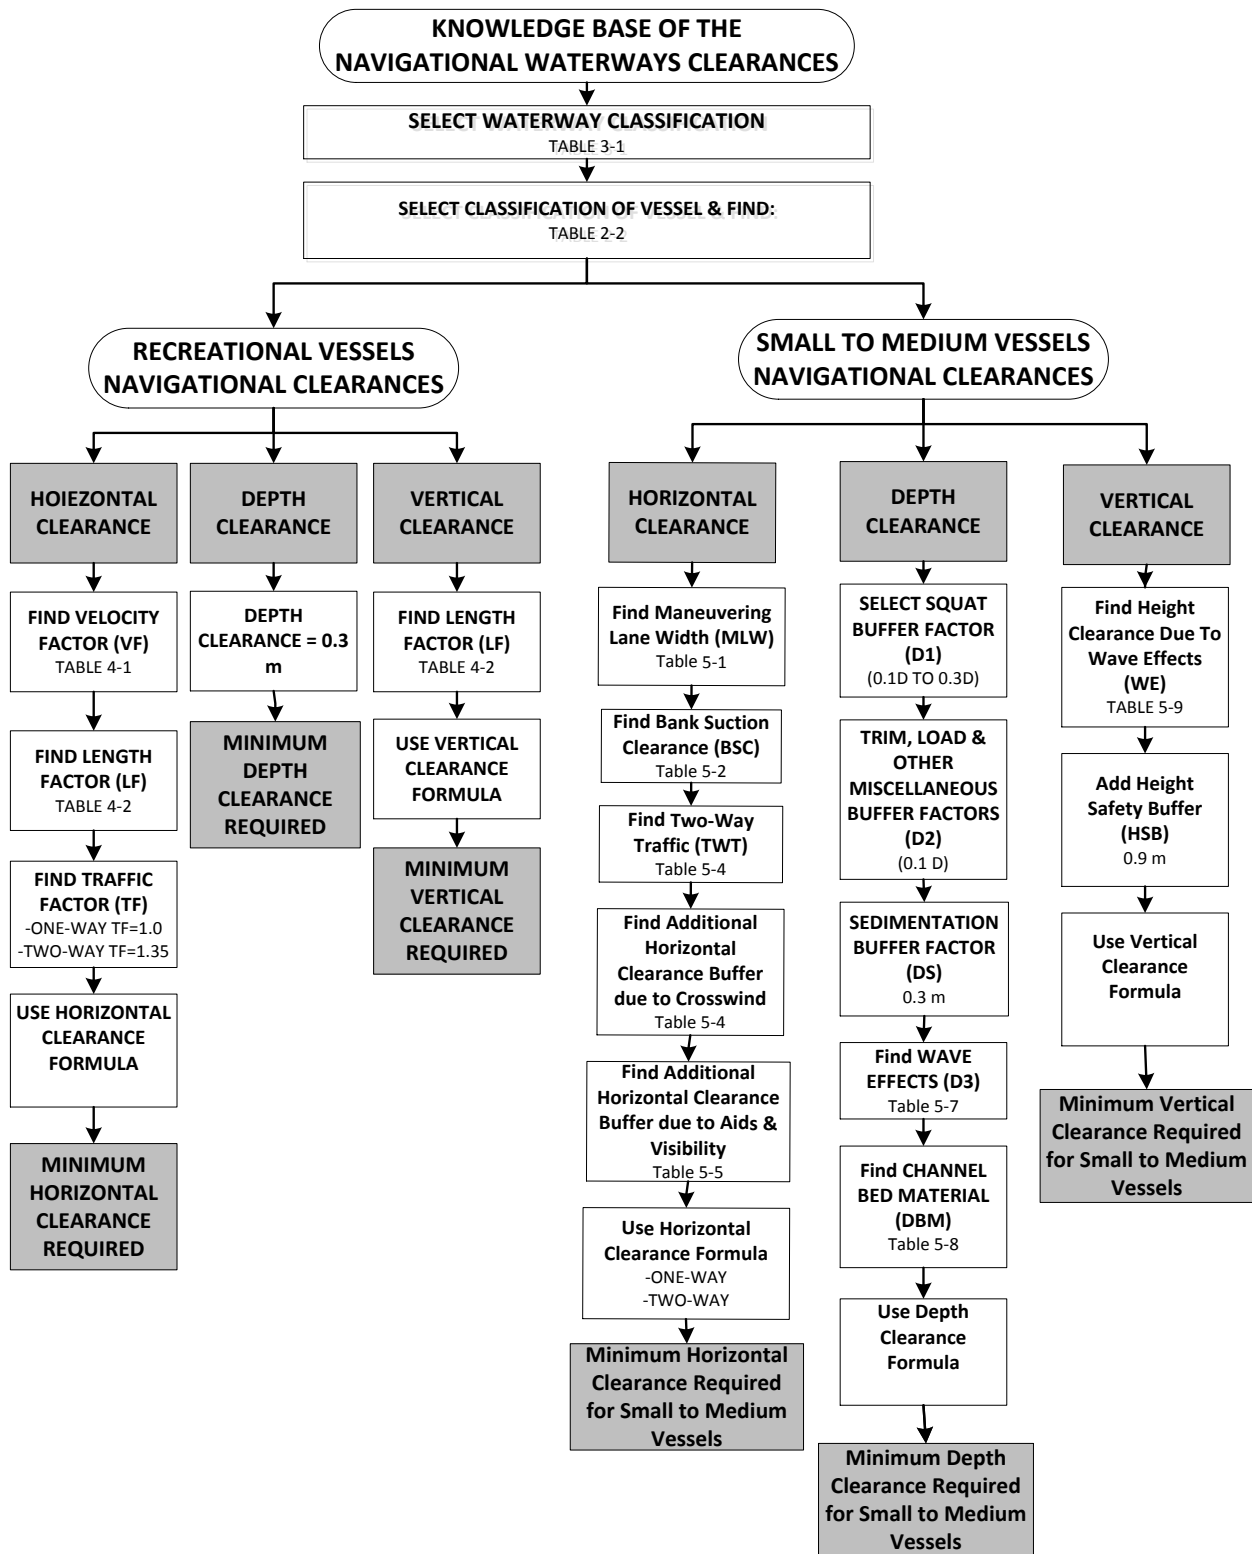 KNOWLEDGE BASE OF THE
NAVIGATIONAL WATERWAYS CLEARANCES
SELECT WATERWAY CLASSIFICATION
TABLE 3-1
SELECT CLASSIFICATION OF VESSEL & FIND:
TABLE 2-2
RECREATIONAL VESSELS
NAVIGATIONAL CLEARANCES
HOIEZONTAL
CLEARANCE
FIND VELOCITY
FACTOR (VF)
TABLE 4-1
FIND LENGTH
FACTOR (LF)
TABLE 4-2
FIND TRAFFIC
FACTOR (TF)
-ONE-WAY TF=1.0
-TWO-WAY TF=1.35
USE HORIZONTAL
CLEARANCE
FORMULA
MINIMUM
HORIZONTAL
CLEARANCE
REQUIRED
DEPTH
CLEARANCE
DEPTH
CLEARANCE = 0.3
m
MINIMUM
DEPTH
CLEARANCE
REQUIRED
VERTICAL
CLEARANCE
FIND LENGTH
FACTOR (LF)
TABLE 4-2
USE VERTICAL
CLEARANCE
FORMULA
MINIMUM
VERTICAL
CLEARANCE
REQUIRED
SMALL TO MEDIUM VESSELS
NAVIGATIONAL CLEARANCES
HORIZONTAL
CLEARANCE
Find Maneuvering
Lane Width (MLW)
Table 5-1
Find Bank Suction
Clearance (BSC)
Table 5-2
Find Two-Way
Traffic (TWT)
Table 5-4
Find Additional
Horizontal
Clearance Buffer
due to Crosswind
Table 5-4
Find Additional
Horizontal Clearance
Buffer due to Aids &
Visibility
Table 5-5
Use Horizontal
Clearance Formula
-ONE-WAY
-TWO-WAY
Minimum Horizontal
Clearance Required
for Small to Medium
Vessels
DEPTH
CLEARANCE
SELECT SQUAT
BUFFER FACTOR
(D1)
(0.1D TO 0.3D)
TRIM, LOAD &
OTHER
MISCELLANEOUS
BUFFER FACTORS
(D2)
(0.1 D)
SEDIMENTATION
BUFFER FACTOR
(DS)
0.3 m
Find WAVE
EFFECTS (D3)
Table 5-7
Find CHANNEL
BED MATERIAL
(DBM)
Table 5-8
Use Depth
Clearance
Formula
Minimum Depth
Clearance Required
for Small to Medium
Vessels
VERTICAL
CLEARANCE
Find Height
Clearance Due To
Wave Effects
(WE)
TABLE 5-9
Add Height
Safety Buffer
(HSB)
0.9 m
Use Vertical
Clearance
Formula
Minimum Vertical
Clearance Required
for Small to Medium
Vessels